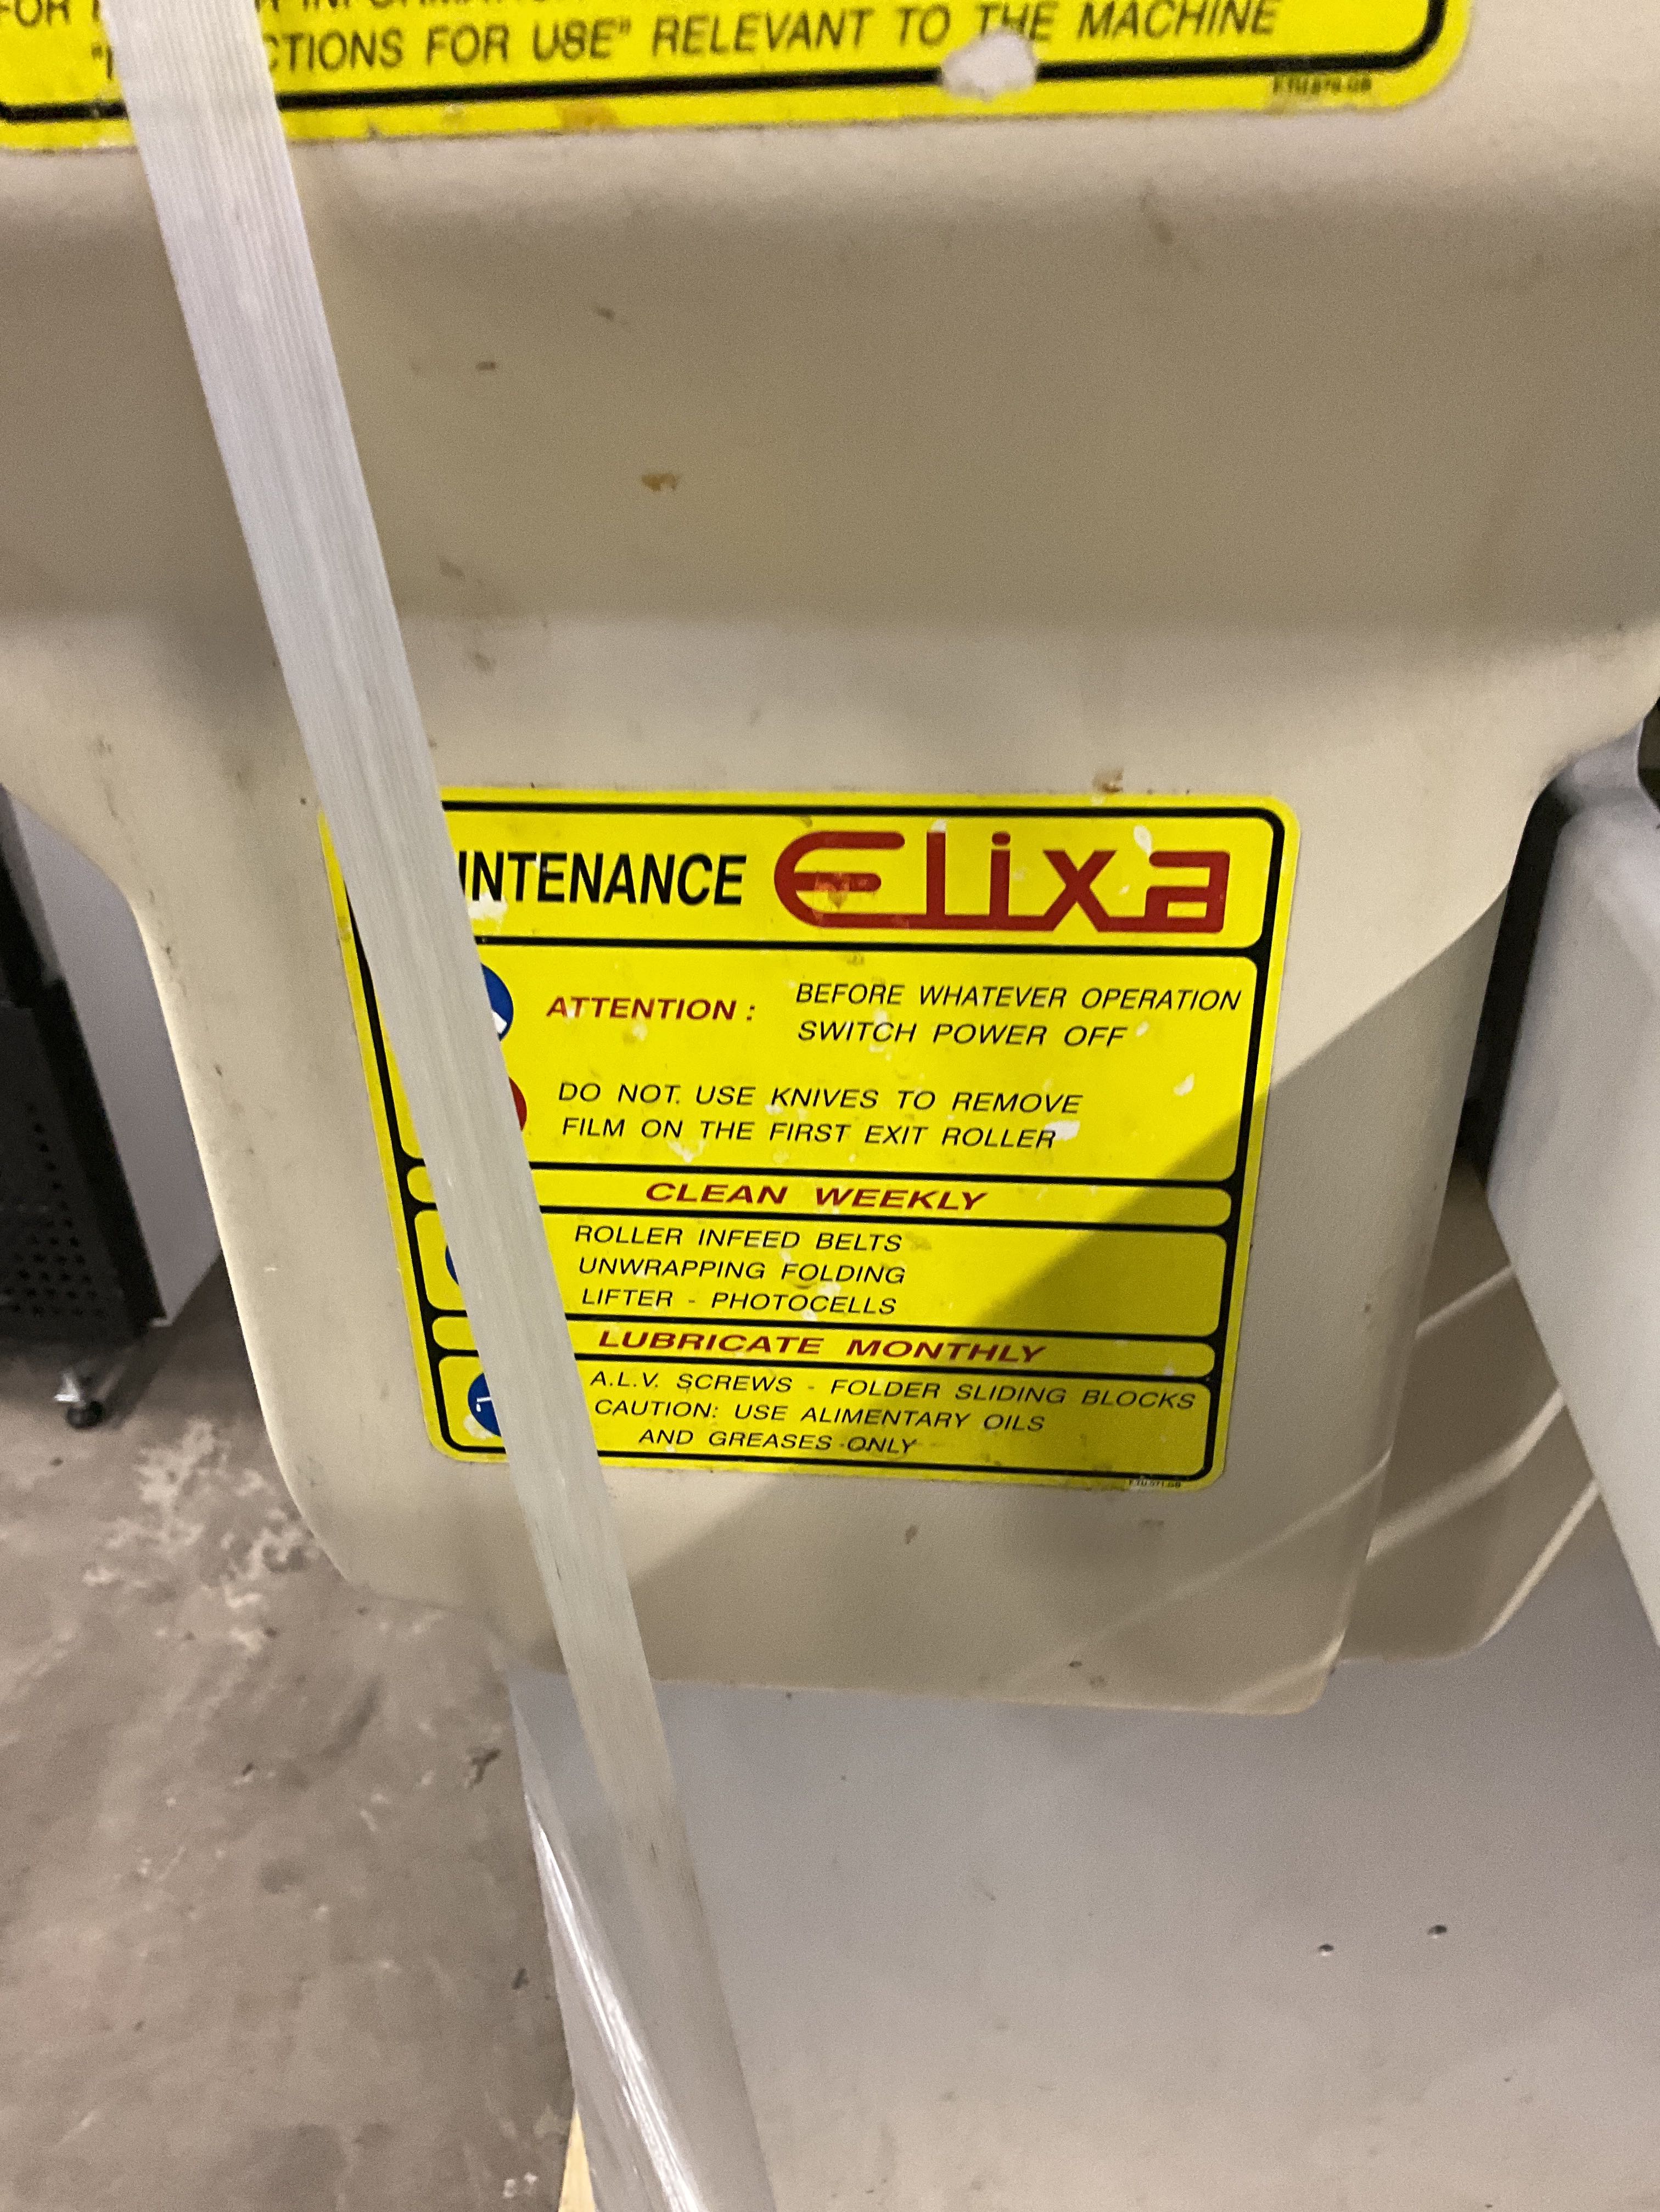 CTIONS FOR USE" RELEVANT TO THE MACHINE
INTENANCE Elixa
ATTENTION : BEFORE WHATEVER OPERATION
SWITCH POWER OFF
DO NOT USE KNIVES TO REMOVE
FILM ON THE FIRST EXIT ROLLER
CLEAN WEEKLY
ROLLER INFEED BELTS
UNWRAPPING FOLDING
LIFTER - PHOTOCELLS
LUBRICATE MONTHLY
A.L.V. SCREWS - FOLDER SLIDING BLOCKS
CAUTION: USE ALIMENTARY OILS
AND GREASES ONLY